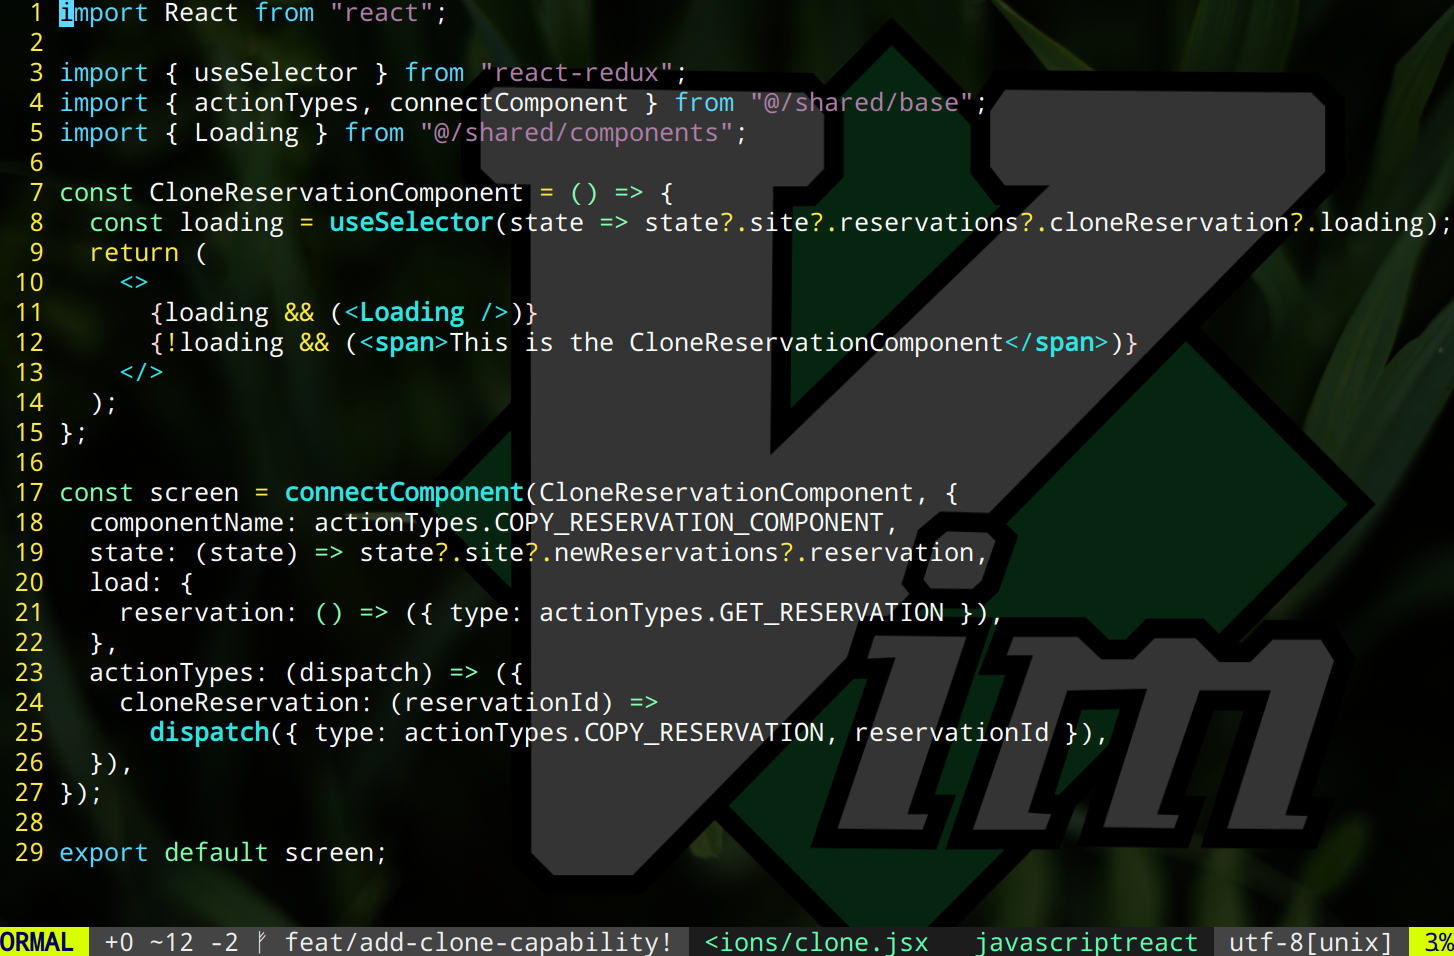 1 import React from "react";
2
3 import { useSelector } from "react-redux";
4 import { actionTypes, connectComponent } from "@/shared/base";
5 import { Loading } from "@/shared/components";
6
7 const CloneReservationComponent = () => {
8   const loading = useSelector(state => state?.site?.reservations?.cloneReservation?.loading);
9   return (
10     <>
11       {loading && (<Loading />)}
12       {!loading && (<span>This is the CloneReservationComponent</span>)}
13     </>
14   );
15 };
16
17 const screen = connectComponent(CloneReservationComponent, {
18   componentName: actionTypes.COPY_RESERVATION_COMPONENT,
19   state: (state) => state?.site?.newReservations?.reservation,
20   load: {
21     reservation: () => ({ type: actionTypes.GET_RESERVATION }),
22   },
23   actionTypes: (dispatch) => ({
24     cloneReservation: (reservationId) =>
25       dispatch({ type: actionTypes.COPY_RESERVATION, reservationId }),
26   }),
27 });
28
29 export default screen;
Vim
ORMAL +0 ~12 -2 ᚠ feat/add-clone-capability! <ions/clone.jsx javascriptreact utf-8[unix] 3%